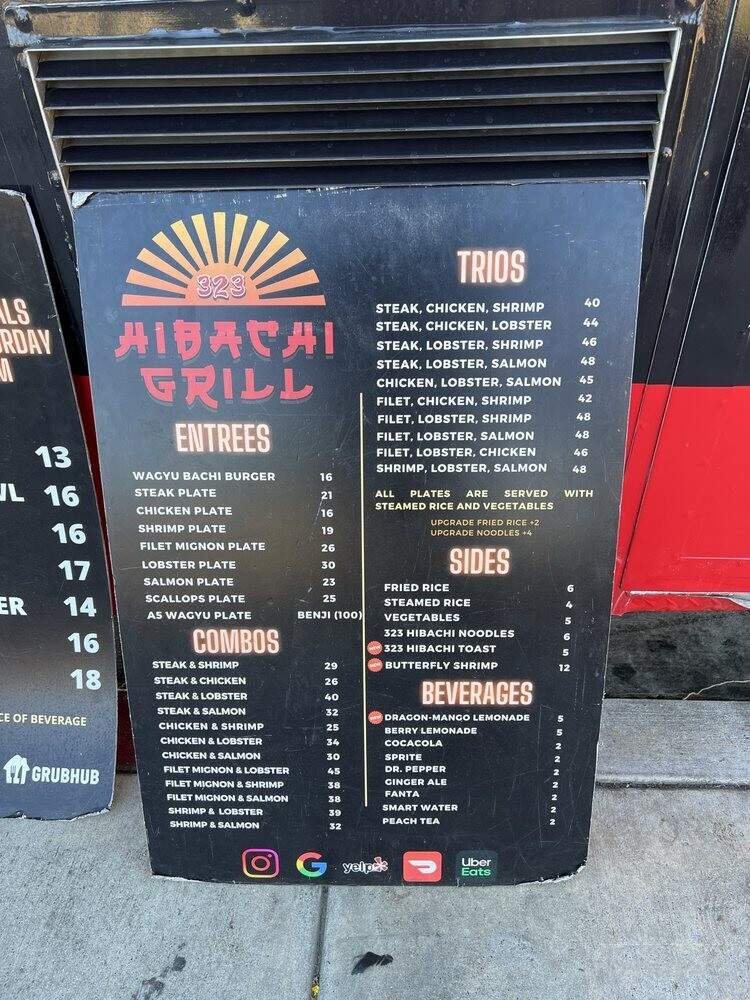 ALS
URDAY
M
13
WL 16
16
17
ER 14
16
18
CE OF BEVERAGE
GRUBHUB
323
HIBACHI
GRILL
ENTREES
WAGYU BACHI BURGER 16
STEAK PLATE 21
CHICKEN PLATE 16
SHRIMP PLATE 19
FILET MIGNON PLATE 26
LOBSTER PLATE 30
SALMON PLATE 23
SCALLOPS PLATE 25
A5 WAGYU PLATE BENJI (100)
COMBOS
STEAK & SHRIMP 29
STEAK & CHICKEN 26
STEAK & LOBSTER 40
STEAK & SALMON 32
CHICKEN & SHRIMP 25
CHICKEN & LOBSTER 34
CHICKEN & SALMON 30
FILET MIGNON & LOBSTER 45
FILET MIGNON & SHRIMP 38
FILET MIGNON & SALMON 38
SHRIMP & LOBSTER 39
SHRIMP & SALMON 32
TRIOS
STEAK, CHICKEN, SHRIMP 40
STEAK, CHICKEN, LOBSTER 44
STEAK, LOBSTER, SHRIMP 46
STEAK, LOBSTER, SALMON 48
CHICKEN, LOBSTER, SALMON 45
FILET, CHICKEN, SHRIMP 42
FILET, LOBSTER, SHRIMP 48
FILET, LOBSTER, SALMON 48
FILET, LOBSTER, CHICKEN 46
SHRIMP, LOBSTER, SALMON 48
ALL PLATES ARE SERVED WITH
STEAMED RICE AND VEGETABLES
UPGRADE FRIED RICE +2
UPGRADE NOODLES +4
SIDES
FRIED RICE 6
STEAMED RICE 4
VEGETABLES 5
323 HIBACHI NOODLES 6
NEW 323 HIBACHI TOAST 5
NEW BUTTERFLY SHRIMP 12
BEVERAGES
NEW DRAGON-MANGO LEMONADE 5
BERRY LEMONADE 5
COCACOLA 2
SPRITE 2
DR. PEPPER 2
GINGER ALE 2
FANTA 2
SMART WATER 2
PEACH TEA 2
G yelp Uber
Eats